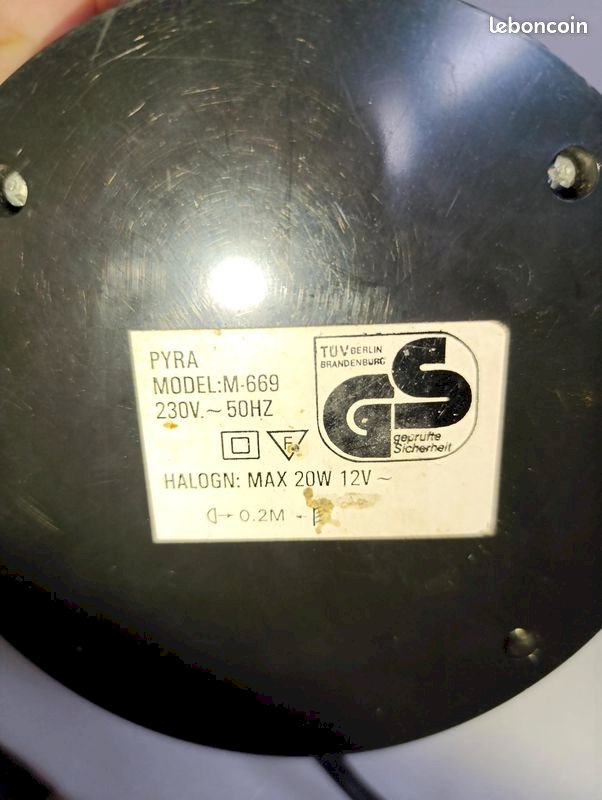 leboncoin
PYRA
MODEL:M-669
230V.~50HZ
F
HALOGN: MAX 20W 12V~
0.2M
TÜV BERLIN
BRANDENBURG
GS
geprüfte
Sicherheit